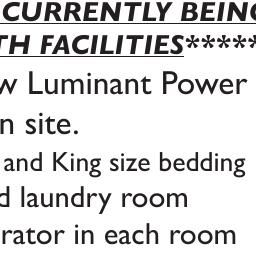 CURRENTLY BEING
TH FACILITIES*****
w Luminant Power
n site.
and King size bedding
d laundry room
rator in each room